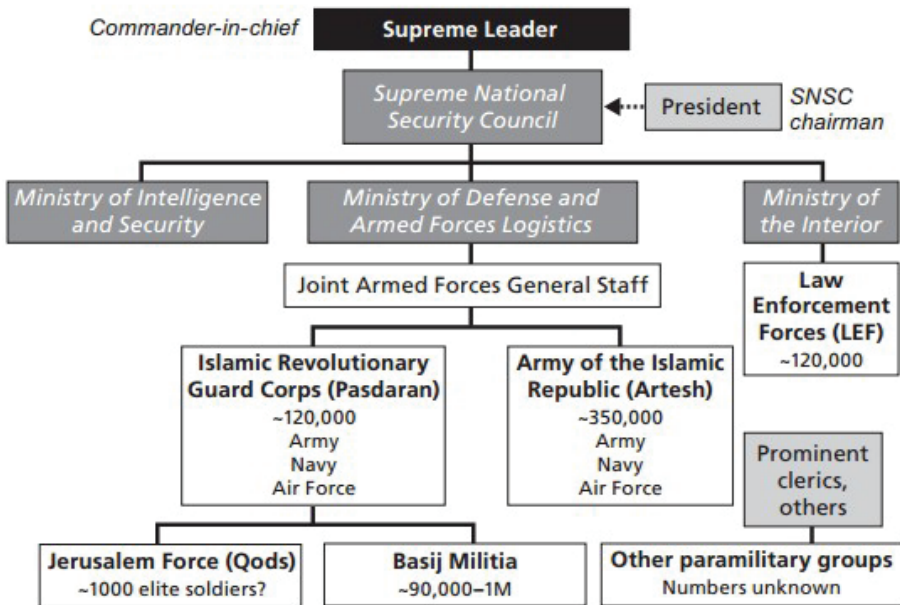 Commander-in-chief
Supreme Leader
Supreme National
Security Council
President
SNSC
chairman
Ministry of Intelligence
and Security
Ministry of Defense and
Armed Forces Logistics
Ministry of
the Interior
Joint Armed Forces General Staff
Law
Enforcement
Forces (LEF)
~120,000
Islamic Revolutionary
Guard Corps (Pasdaran)
~120,000
Army
Navy
Air Force
Army of the Islamic
Republic (Artesh)
~350,000
Army
Navy
Air Force
Prominent
clerics,
others
Jerusalem Force (Qods)
~1000 elite soldiers?
Basij Militia
~90,000–1M
Other paramilitary groups
Numbers unknown